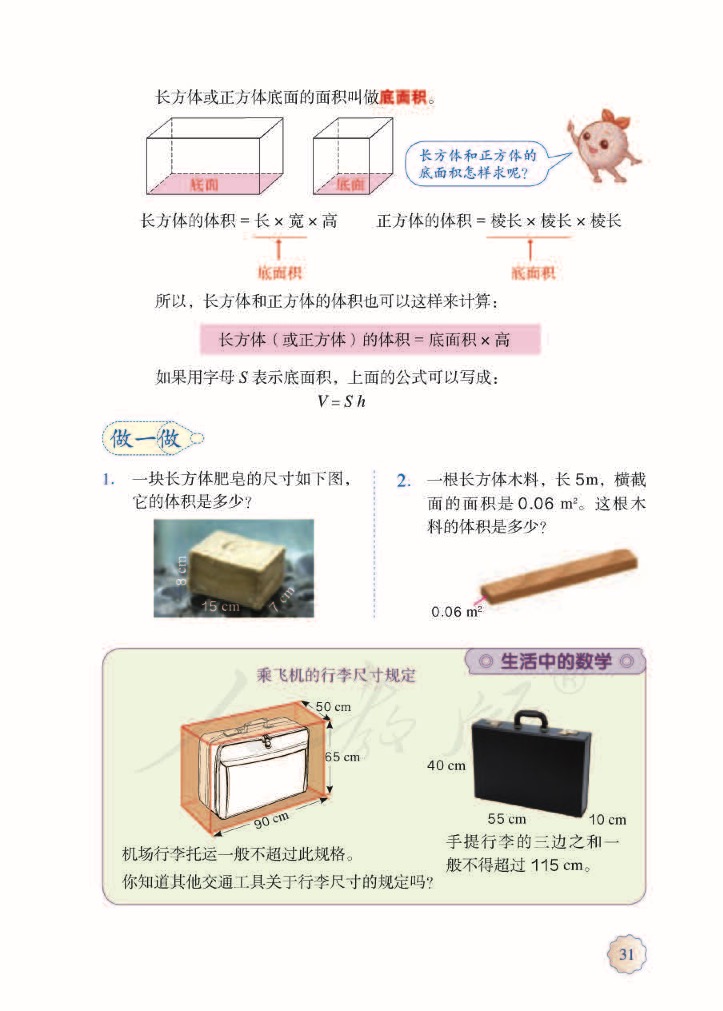 长方体或正方体底面的面积叫做底面积。
底面
底面
长方体和正方体的
底面积怎样求呢？
长方体的体积 = 长 × 宽 × 高
正方体的体积 = 棱长 × 棱长 × 棱长
底面积
底面积
所以，长方体和正方体的体积也可以这样来计算：
长方体（或正方体）的体积 = 底面积 × 高
如果用字母 S 表示底面积，上面的公式可以写成：
V = S h
做一做
1. 一块长方体肥皂的尺寸如下图，
它的体积是多少？
8 cm
15 cm
7 cm
2. 一根长方体木料，长 5m，横截
面的面积是 0.06 m²。这根木
料的体积是多少？
0.06 m²
生活中的数学
乘飞机的行李尺寸规定
50 cm
65 cm
90 cm
机场行李托运一般不超过此规格。
你知道其他交通工具关于行李尺寸的规定吗？
40 cm
55 cm
10 cm
手提行李的三边之和一
般不得超过 115 cm。
人教版®
31